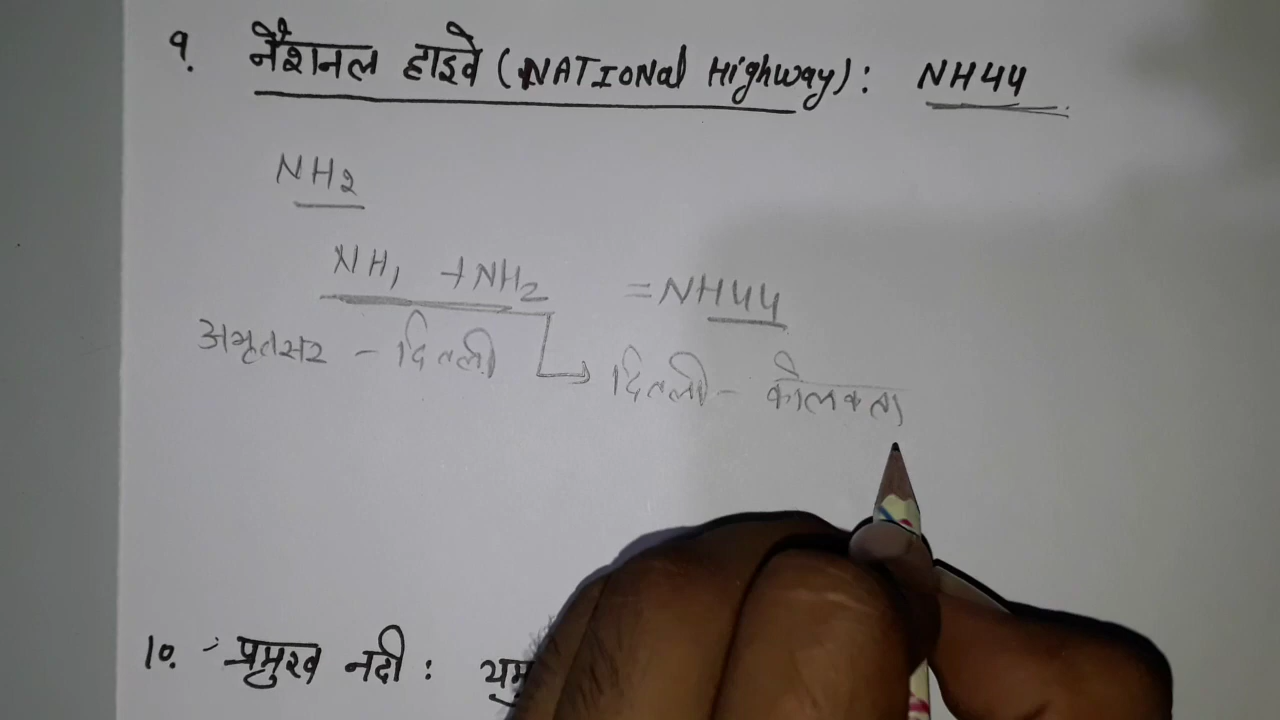 9. नैशनल हाइवे (NATIONal Highway): NH44
NH2
NH1 +NH2 =NH44
अमृतसर - दिल्ली दिल्ली - कोलकता
10. प्रमुख नदी :